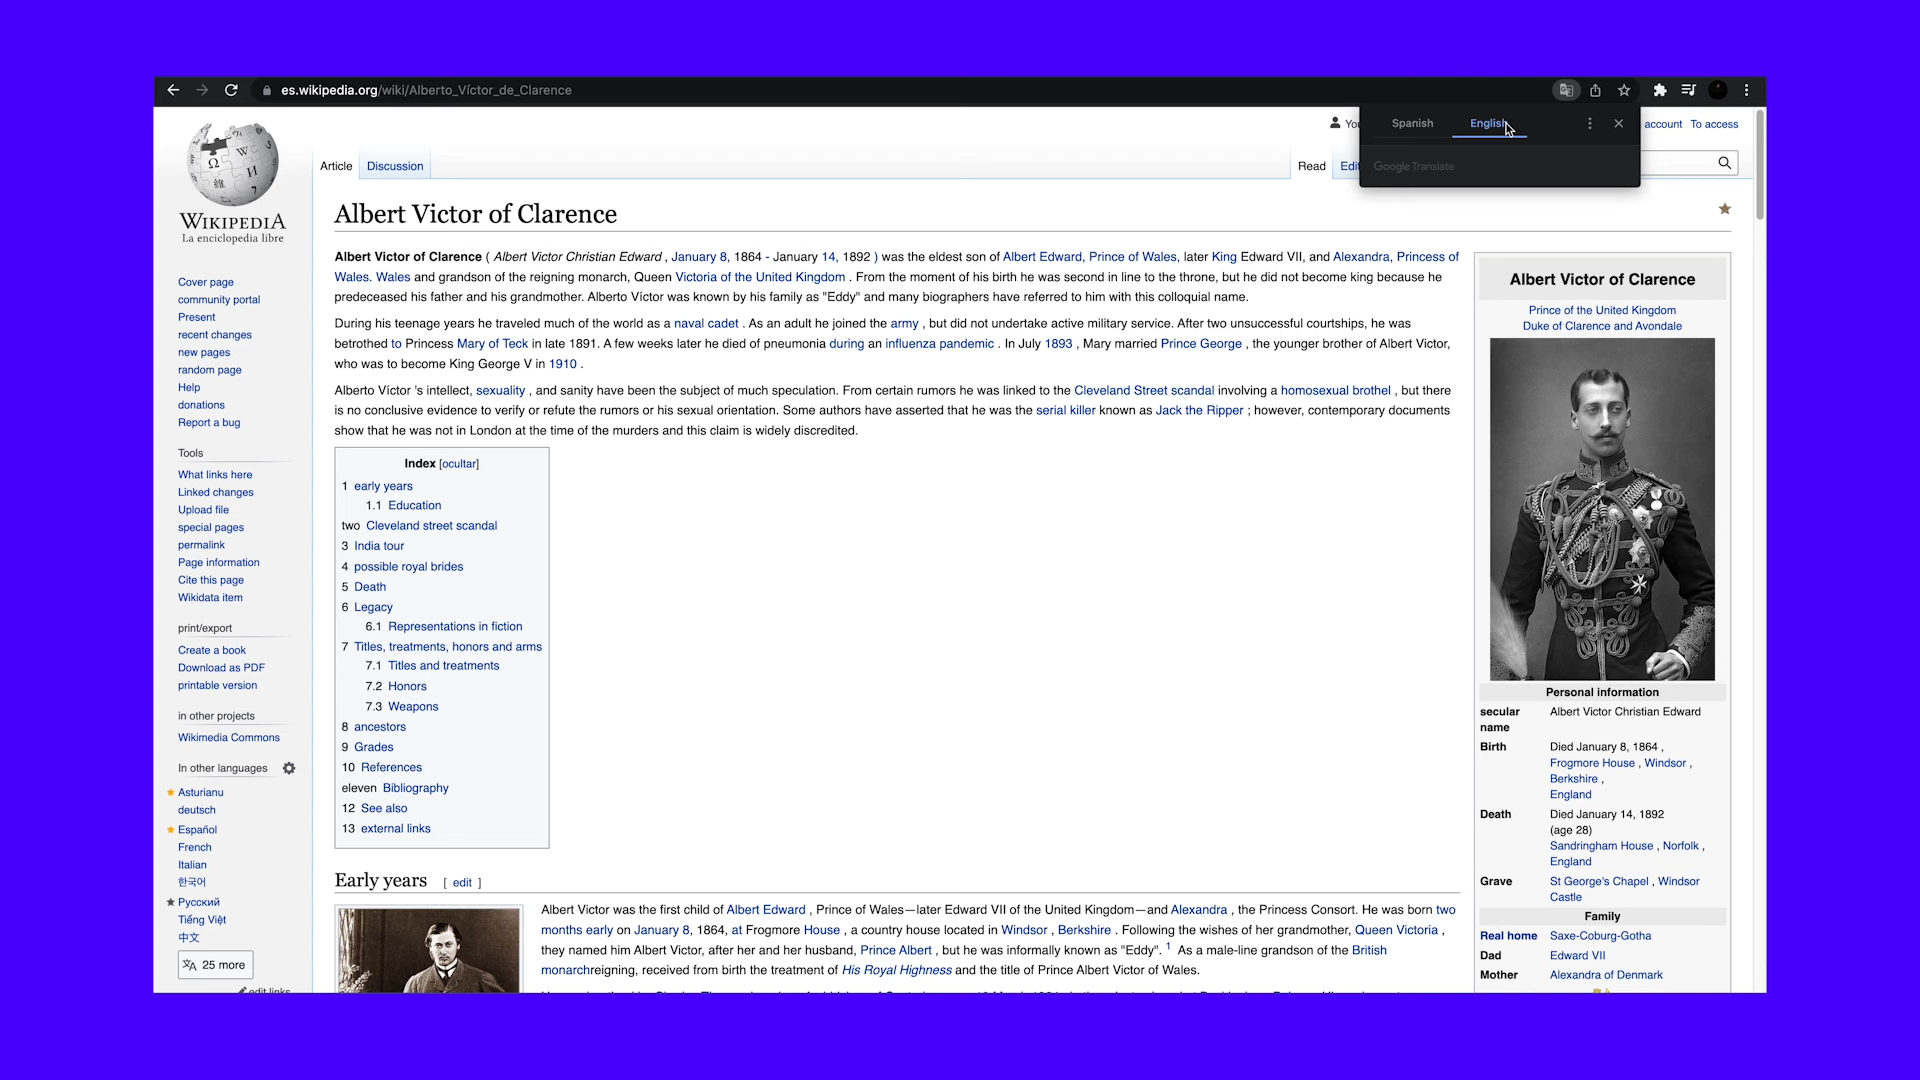 es.wikipedia.org/wiki/Alberto_Víctor_de_Clarence
Spanish English
Google Translate
You
account To access
WIKIPEDIA
La enciclopedia libre
Article Discussion
Read Edit
Albert Victor of Clarence
Albert Victor of Clarence ( Albert Victor Christian Edward , January 8, 1864 - January 14, 1892 ) was the eldest son of Albert Edward, Prince of Wales, later King Edward VII, and Alexandra, Princess of
Wales. Wales and grandson of the reigning monarch, Queen Victoria of the United Kingdom . From the moment of his birth he was second in line to the throne, but he did not become king because he
predeceased his father and his grandmother. Alberto Víctor was known by his family as "Eddy" and many biographers have referred to him with this colloquial name.
During his teenage years he traveled much of the world as a naval cadet . As an adult he joined the army , but did not undertake active military service. After two unsuccessful courtships, he was
betrothed to Princess Mary of Teck in late 1891. A few weeks later he died of pneumonia during an influenza pandemic . In July 1893 , Mary married Prince George , the younger brother of Albert Victor,
who was to become King George V in 1910 .
Alberto Víctor 's intellect, sexuality , and sanity have been the subject of much speculation. From certain rumors he was linked to the Cleveland Street scandal involving a homosexual brothel , but there
is no conclusive evidence to verify or refute the rumors or his sexual orientation. Some authors have asserted that he was the serial killer known as Jack the Ripper ; however, contemporary documents
show that he was not in London at the time of the murders and this claim is widely discredited.
Cover page
community portal
Present
recent changes
new pages
random page
Help
donations
Report a bug
Tools
What links here
Linked changes
Upload file
special pages
permalink
Page information
Cite this page
Wikidata item
print/export
Create a book
Download as PDF
printable version
in other projects
Wikimedia Commons
In other languages
Asturianu
deutsch
Español
French
Italian
한국어
Русский
Tiếng Việt
中文
25 more
edit links
Index [ocultar]
1 early years
1.1 Education
two Cleveland street scandal
3 India tour
4 possible royal brides
5 Death
6 Legacy
6.1 Representations in fiction
7 Titles, treatments, honors and arms
7.1 Titles and treatments
7.2 Honors
7.3 Weapons
8 ancestors
9 Grades
10 References
eleven Bibliography
12 See also
13 external links
Early years [ edit ]
Albert Victor was the first child of Albert Edward , Prince of Wales—later Edward VII of the United Kingdom—and Alexandra , the Princess Consort. He was born two
months early on January 8, 1864, at Frogmore House , a country house located in Windsor , Berkshire . Following the wishes of her grandmother, Queen Victoria ,
they named him Albert Victor, after her and her husband, Prince Albert , but he was informally known as "Eddy". 1 As a male-line grandson of the British
monarchreigning, received from birth the treatment of His Royal Highness and the title of Prince Albert Victor of Wales.
Albert Victor of Clarence
Prince of the United Kingdom
Duke of Clarence and Avondale
Personal information
secular name Albert Victor Christian Edward
Birth Died January 8, 1864 ,
Frogmore House , Windsor ,
Berkshire ,
England
Death Died January 14, 1892
(age 28)
Sandringham House , Norfolk ,
England
Grave St George's Chapel , Windsor
Castle
Family
Real home Saxe-Coburg-Gotha
Dad Edward VII
Mother Alexandra of Denmark